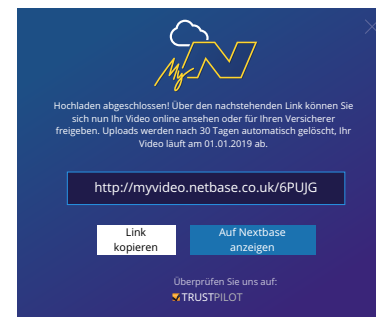 My N
Hochladen abgeschlossen! Über den nachstehenden Link können Sie
sich nun Ihr Video online ansehen oder für Ihren Versicherer
freigeben. Uploads werden nach 30 Tagen automatisch gelöscht, Ihr
Video läuft am 01.01.2019 ab.
http://myvideo.netbase.co.uk/6PUJG
Link
kopieren
Auf Nextbase
anzeigen
Überprüfen Sie uns auf:
TRUSTPILOT